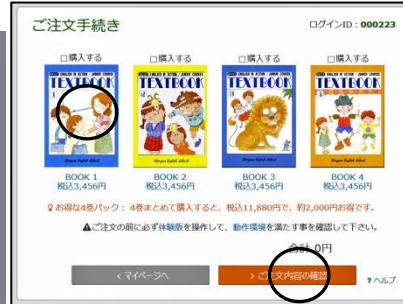 ご注文手続き
ログインID：000223
□購入する □購入する □購入する □購入する
TEXTBOOK TEXTBOOK TEXTBOOK TEXTBOOK
BOOK 1 BOOK 2 BOOK 3 BOOK 4
税込3,456円 税込3,456円 税込3,456円 税込3,456円
お得な4巻パック： 4巻まとめて購入すると、税込11,880円で、約2,000円お得です。
▲ご注文の前に必ず体験版を操作して、動作環境を満たす事を確認して下さい。
合計 0円
< マイページへ
> ご注文内容の確認
? ヘルプ